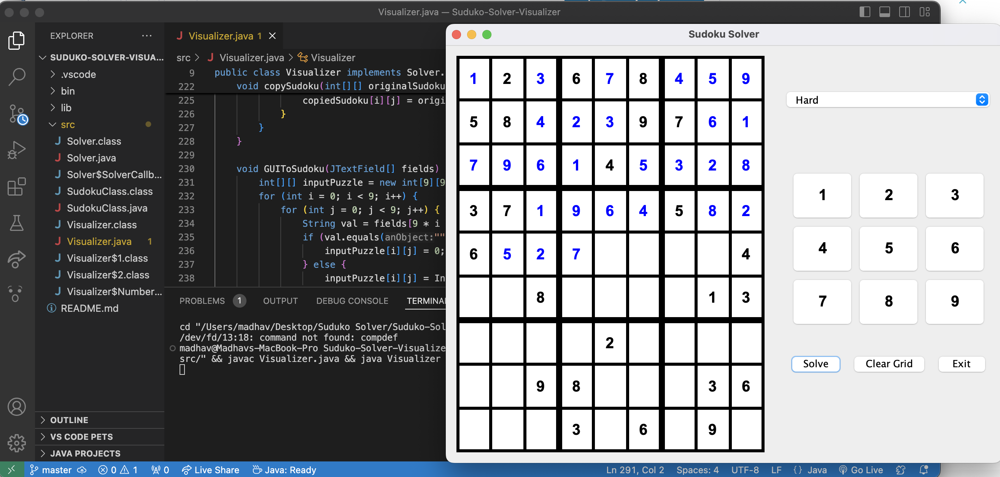 Visualizer.java — Suduko-Solver-Visualizer
EXPLORER ···
SUDUKO-SOLVER-VISUA...
.vscode
bin
lib
src
J Solver.class
J Solver.java
J Solver$SolverCallb...
J SudokuClass.class
J SudokuClass.java
J Visualizer.class
J Visualizer.java 1
J Visualizer$1.class
J Visualizer$2.class
J Visualizer$Number...
README.md
OUTLINE
VS CODE PETS
JAVA PROJECTS
J Visualizer.java 1
src > J Visualizer.java > Visualizer
9 public class Visualizer implements Solver.
222 void copySudoku(int[][] originalSudoku
225 copiedSudoku[i][j] = origi
226 }
227 }
228 }
229
230 void GUIToSudoku(JTextField[] fields)
231 int[][] inputPuzzle = new int[9][9
232 for (int i = 0; i < 9; i++) {
233 for (int j = 0; j < 9; j++) {
234 String val = fields[9 * i
235 if (val.equals(anObject:""
236 inputPuzzle[i][j] = 0;
237 } else {
238 inputPuzzle[i][j] = In
PROBLEMS 1 OUTPUT DEBUG CONSOLE TERMINA
cd "/Users/madhav/Desktop/Suduko Solver/Suduko-Sol
/dev/fd/13:18: command not found: compdef
madhav@Madhavs-MacBook-Pro Suduko-Solver-Visualize
src/" && javac Visualizer.java && java Visualizer
Sudoku Solver
1 2 3 6 7 8 4 5 9
5 8 4 2 3 9 7 6 1
7 9 6 1 4 5 3 2 8
3 7 1 9 6 4 5 8 2
6 5 2 7 4
8 1 3
2
9 8 3 6
3 6 9
Hard
1 2 3
4 5 6
7 8 9
Solve Clear Grid Exit
master 0 1 0 Live Share Java: Ready Ln 291, Col 2 Spaces: 4 UTF-8 LF {} Java Go Live